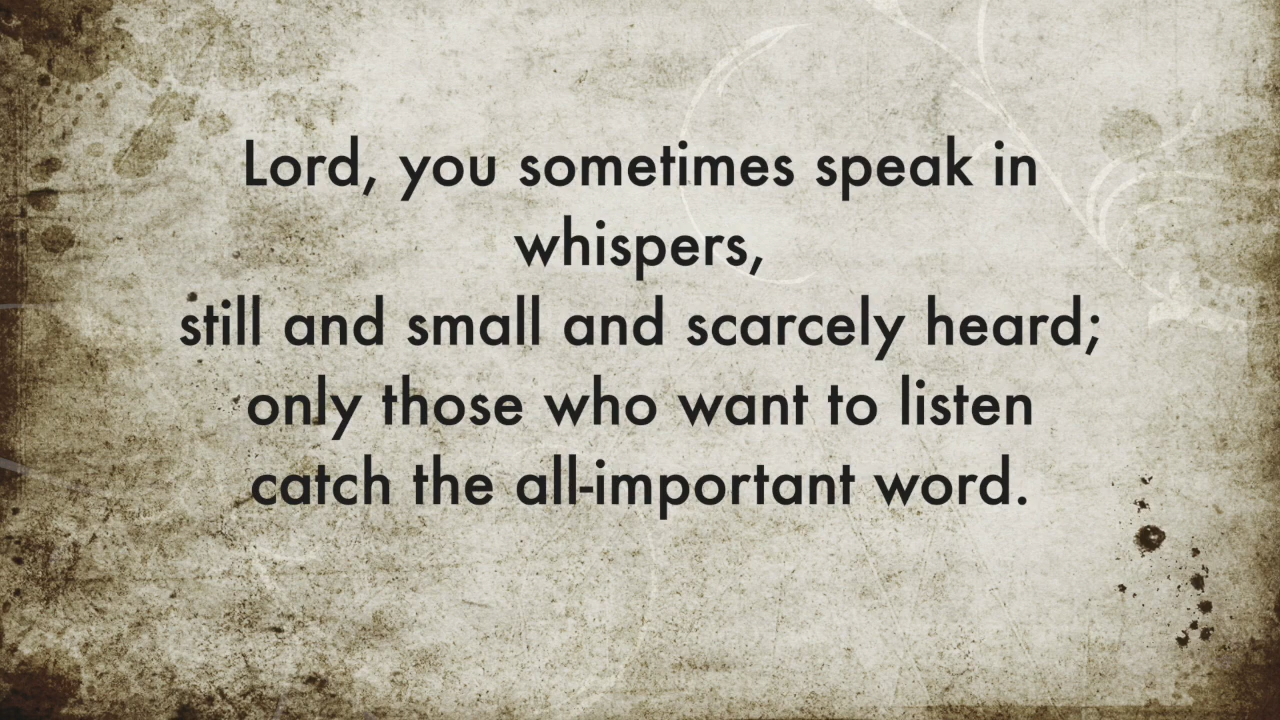 Lord, you sometimes speak in
whispers,
still and small and scarcely heard;
only those who want to listen
catch the all-important word.